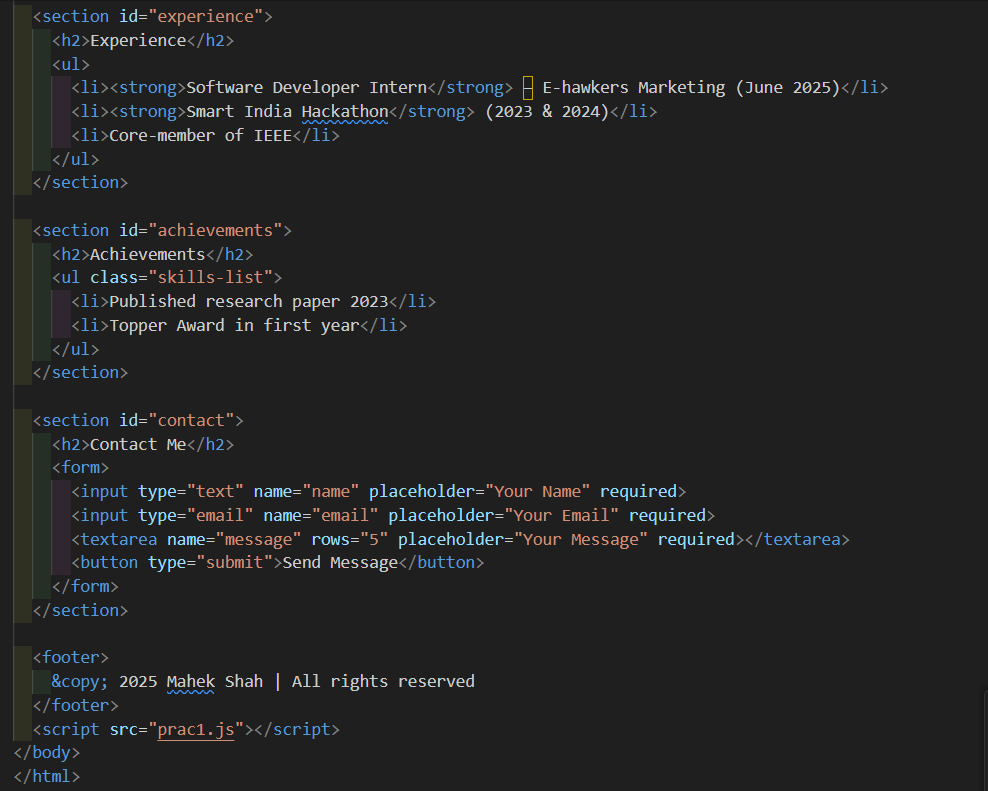 <section id="experience">
<h2>Experience</h2>
<ul>
<li><strong>Software Developer Intern</strong> – E-hawkers Marketing (June 2025)</li>
<li><strong>Smart India Hackathon</strong> (2023 & 2024)</li>
<li>Core-member of IEEE</li>
</ul>
</section>
<section id="achievements">
<h2>Achievements</h2>
<ul class="skills-list">
<li>Published research paper 2023</li>
<li>Topper Award in first year</li>
</ul>
</section>
<section id="contact">
<h2>Contact Me</h2>
<form>
<input type="text" name="name" placeholder="Your Name" required>
<input type="email" name="email" placeholder="Your Email" required>
<textarea name="message" rows="5" placeholder="Your Message" required></textarea>
<button type="submit">Send Message</button>
</form>
</section>
<footer>
&copy; 2025 Mahek Shah | All rights reserved
</footer>
<script src="prac1.js"></script>
</body>
</html>